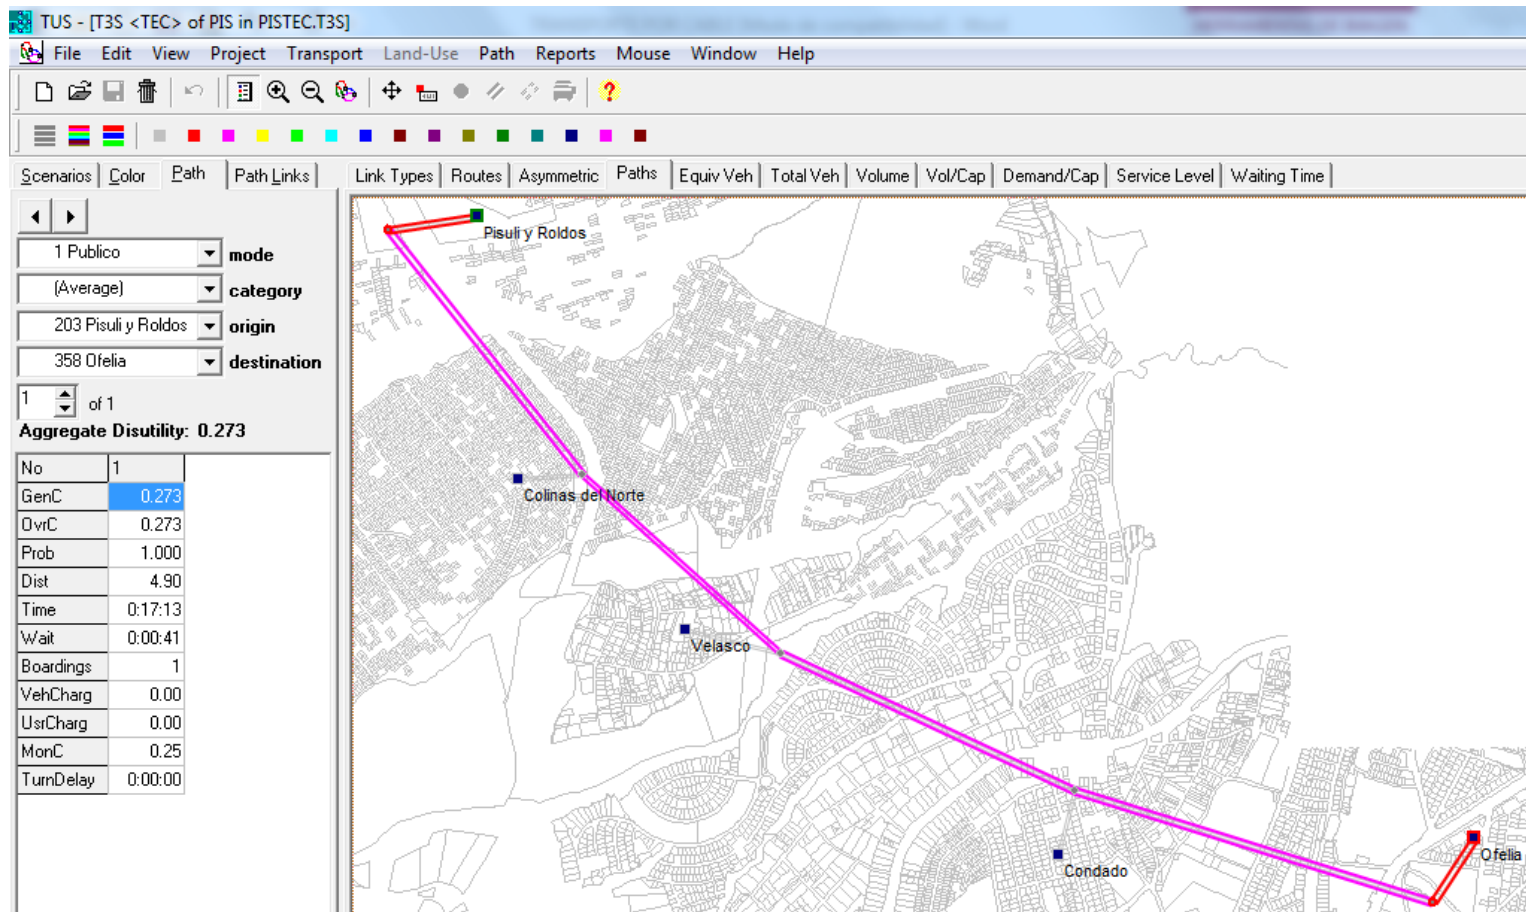 TUS - [T3S <TEC> of PIS in PISTEC.T3S]
File Edit View Project Transport Land-Use Path Reports Mouse Window Help
Scenarios Color Path Path Links Link Types Routes Asymmetric Paths Equiv Veh Total Veh Volume Vol/Cap Demand/Cap Service Level Waiting Time
1 Publico mode
(Average) category
203 Pisuli y Roldos origin
358 Ofelia destination
1 of 1
Aggregate Disutility: 0.273
No 1
GenC 0.273
OvrC 0.273
Prob 1.000
Dist 4.90
Time 0:17:13
Wait 0:00:41
Boardings 1
VehCharg 0.00
UsrCharg 0.00
MonC 0.25
TurnDelay 0:00:00
Pisuli y Roldos
Colinas del Norte
Velasco
Condado
Ofelia